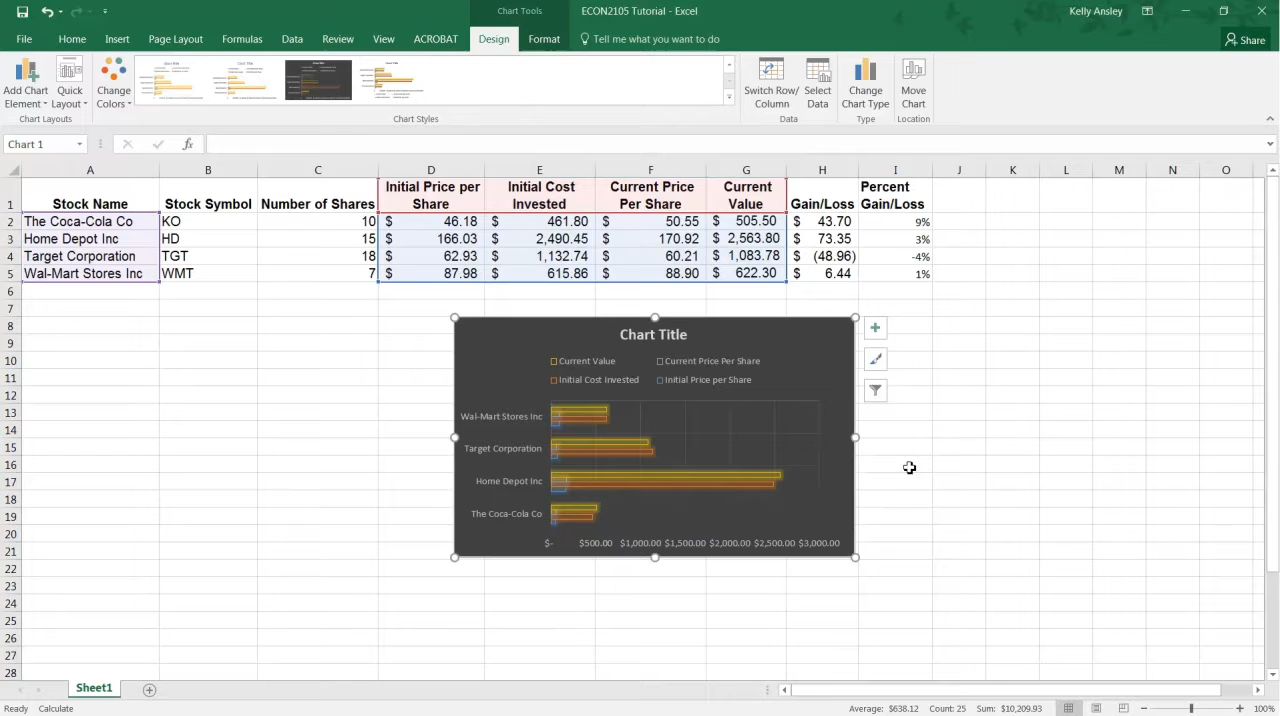 Chart Tools
ECON2105 Tutorial - Excel
Kelly Ansley
File Home Insert Page Layout Formulas Data Review View ACROBAT Design Format Tell me what you want to do Share
Add Chart Element
Quick Layout
Change Colors
Switch Row/ Column
Select Data
Change Chart Type
Move Chart
Chart Layouts Chart Styles Data Type Location
Chart 1 fx
A B C D E F G H I J K L M N O
1 Stock Name Stock Symbol Number of Shares Initial Price per Share Initial Cost Invested Current Price Per Share Current Value Gain/Loss Percent Gain/Loss
2 The Coca-Cola Co KO 10 $ 46.18 $ 461.80 $ 50.55 $ 505.50 $ 43.70 9%
3 Home Depot Inc HD 15 $ 166.03 $ 2,490.45 $ 170.92 $ 2,563.80 $ 73.35 3%
4 Target Corporation TGT 18 $ 62.93 $ 1,132.74 $ 60.21 $ 1,083.78 $ (48.96) -4%
5 Wal-Mart Stores Inc WMT 7 $ 87.98 $ 615.86 $ 88.90 $ 622.30 $ 6.44 1%
6
7
8
9
10
11
12
13
14
15
16
17
18
19
20
21
22
23
24
25
26
27
28
Chart Title
Current Value Current Price Per Share
Initial Cost Invested Initial Price per Share
Wal-Mart Stores Inc
Target Corporation
Home Depot Inc
The Coca-Cola Co
$- $500.00 $1,000.00 $1,500.00 $2,000.00 $2,500.00 $3,000.00
Sheet1
Ready Calculate Average: $638.12 Count: 25 Sum: $10,209.93 100%